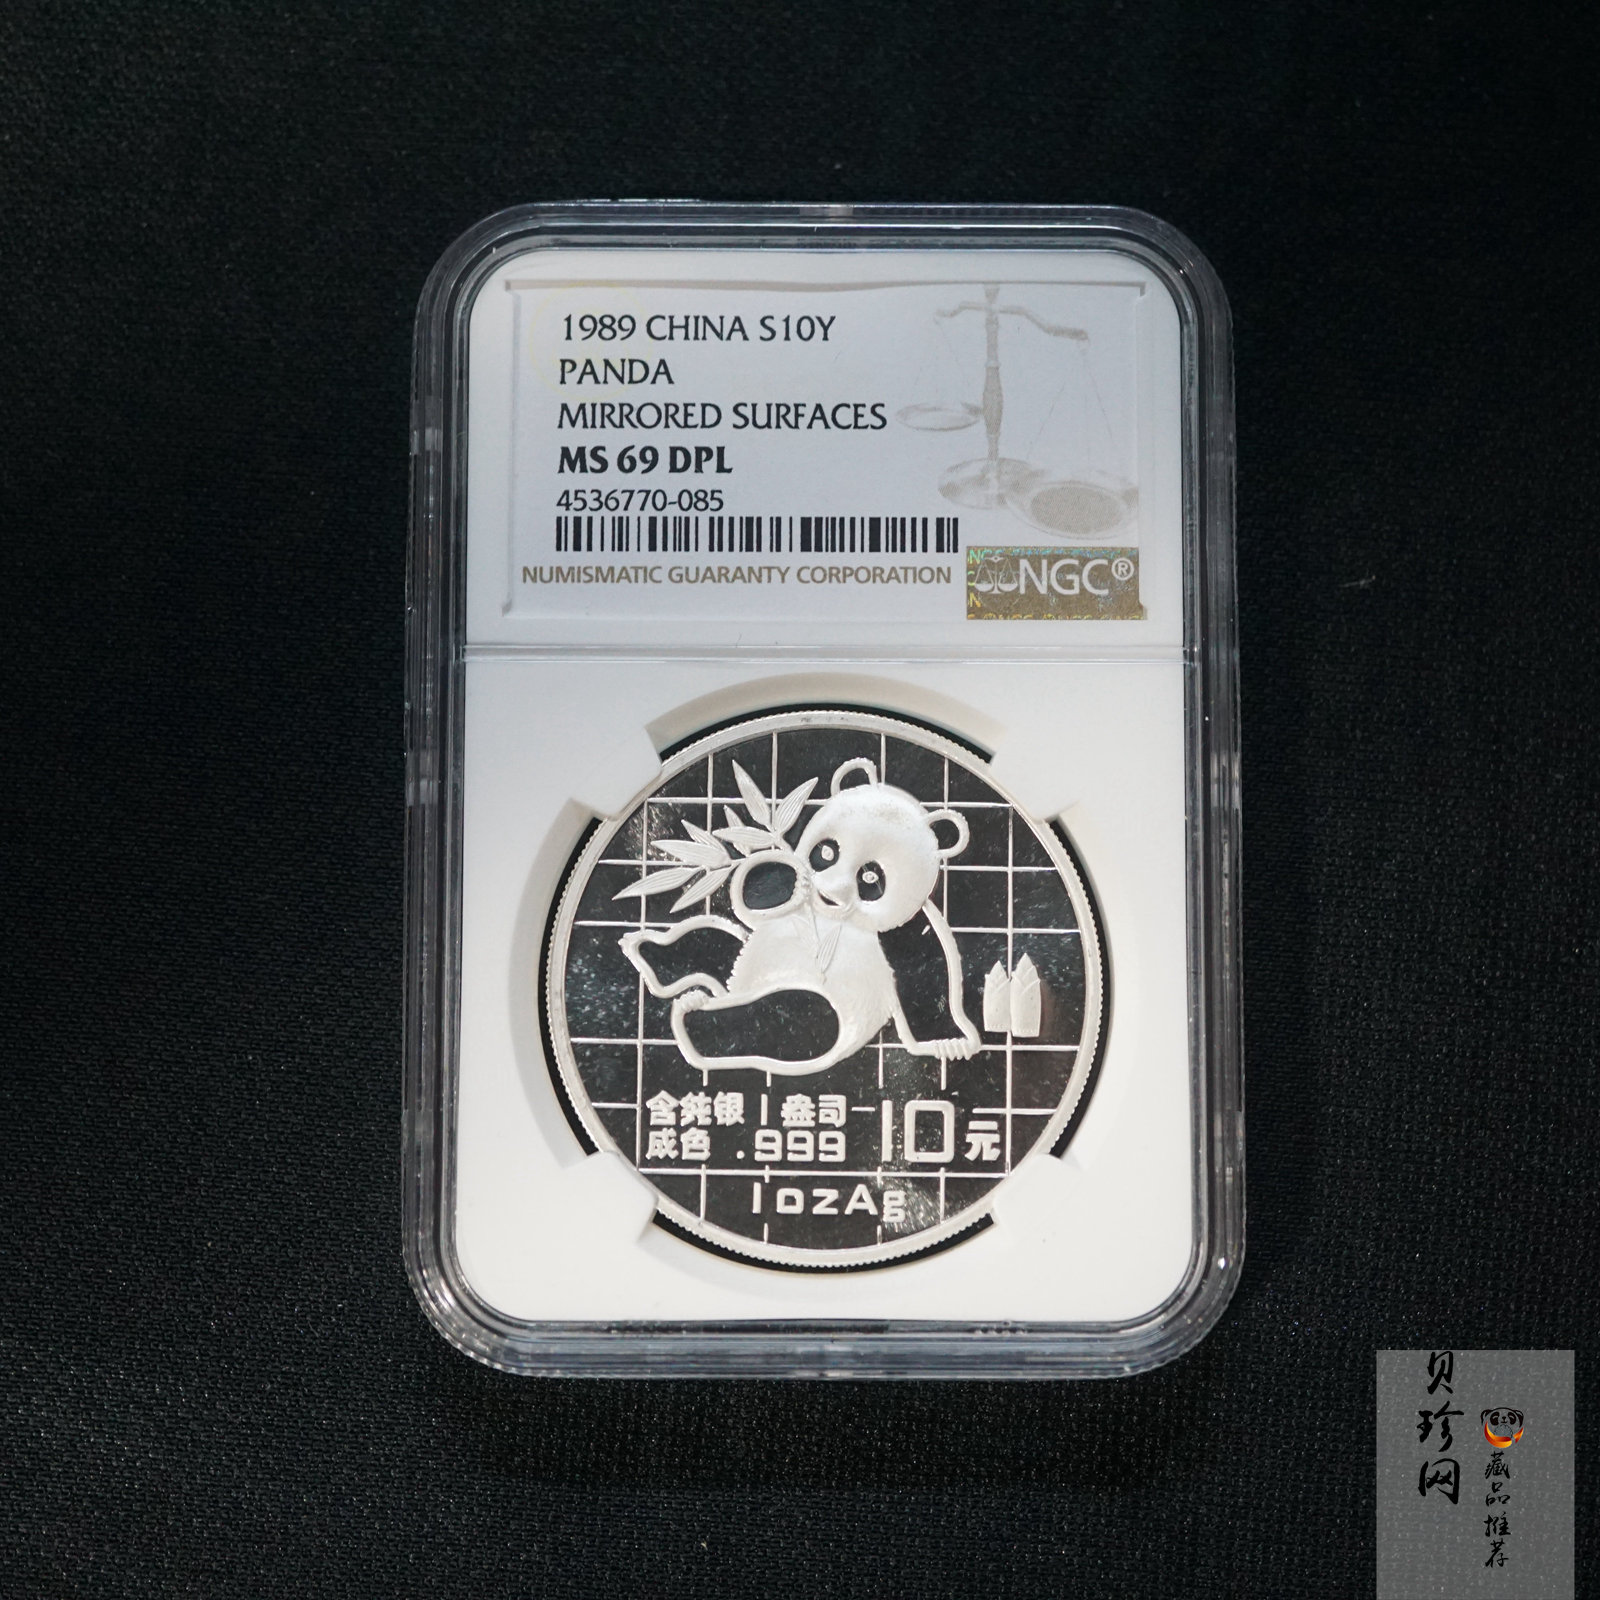 1989 CHINA S10Y
PANDA
MIRRORED SURFACES
MS 69 DPL
4536770-085
NUMISMATIC GUARANTY CORPORATION
NGC®
含纯银 1盎司 10元
成色 .999
1ozAg
贝珍网
藏品推荐